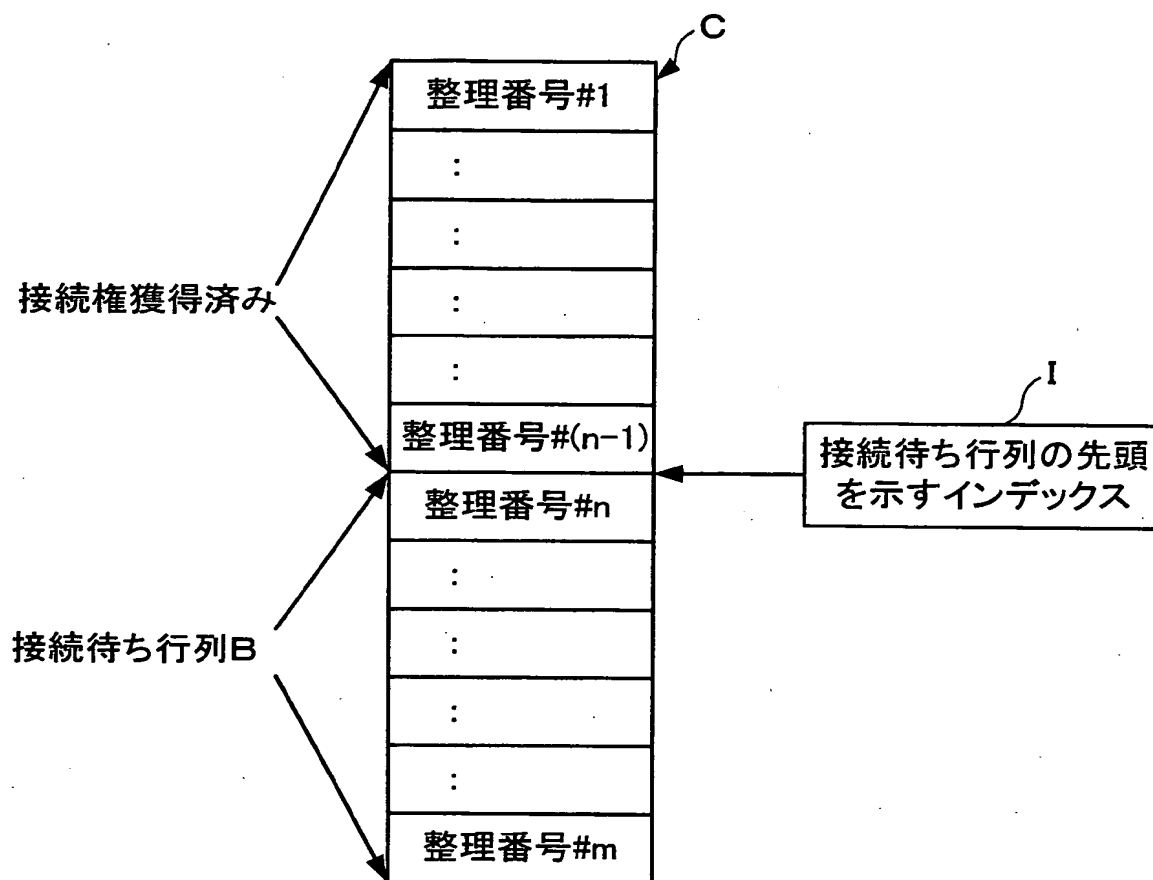 C
整理番号#1
:
:
:
:
接続権獲得済み
整理番号#(n-1)
I
接続待ち行列の先頭
を示すインデックス
整理番号#n
:
:
:
:
接続待ち行列B
整理番号#m